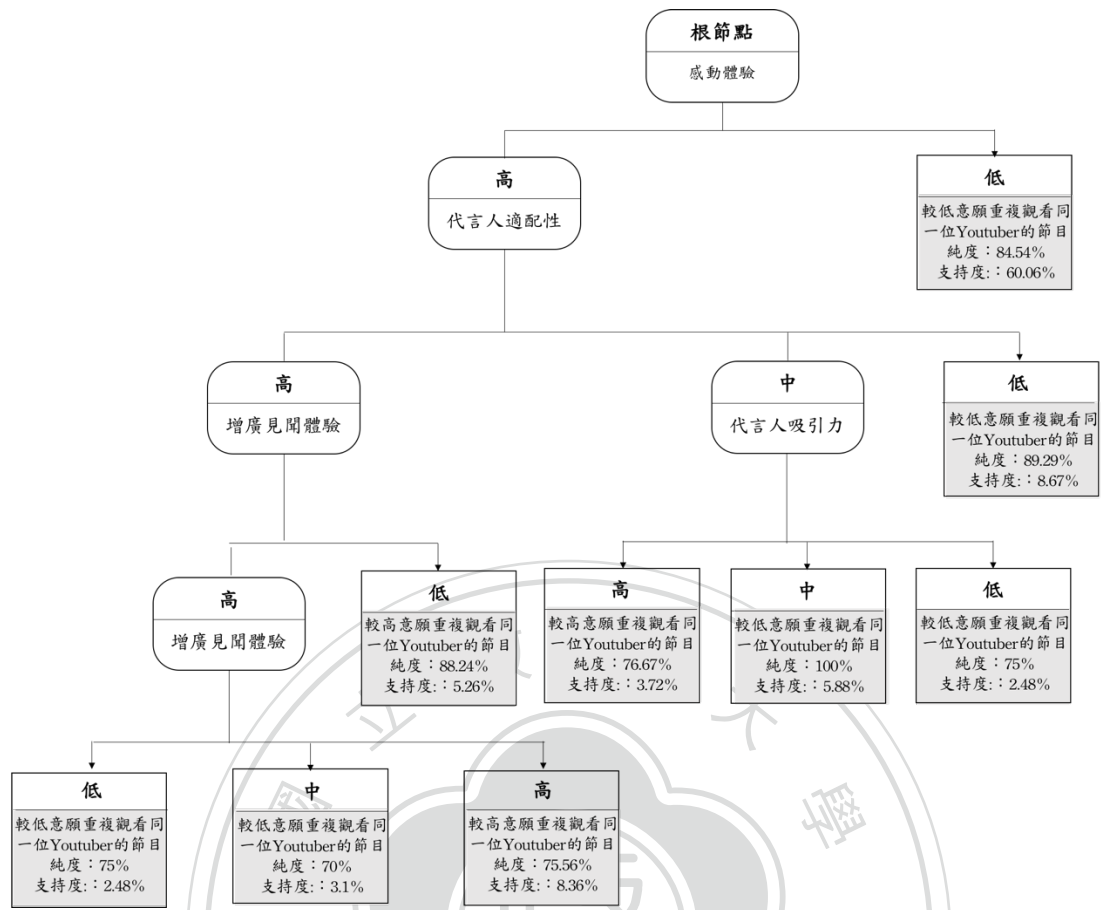 根節點
感動體驗
高
代言人適配性
低
較低意願重複觀看同
一位Youtuber的節目
純度：84.54%
支持度:：60.06%
高
增廣見聞體驗
中
代言人吸引力
低
較低意願重複觀看同
一位Youtuber的節目
純度：89.29%
支持度:：8.67%
高
增廣見聞體驗
低
較高意願重複觀看同
一位Youtuber的節目
純度：88.24%
支持度:：5.26%
高
較高意願重複觀看同
一位Youtuber的節目
純度：76.67%
支持度:：3.72%
中
較低意願重複觀看同
一位Youtuber的節目
純度：100%
支持度:：5.88%
低
較低意願重複觀看同
一位Youtuber的節目
純度：75%
支持度:：2.48%
低
較低意願重複觀看同
一位Youtuber的節目
純度：75%
支持度:：2.48%
中
較低意願重複觀看同
一位Youtuber的節目
純度：70%
支持度:：3.1%
高
較高意願重複觀看同
一位Youtuber的節目
純度：75.56%
支持度:：8.36%
立
大
學